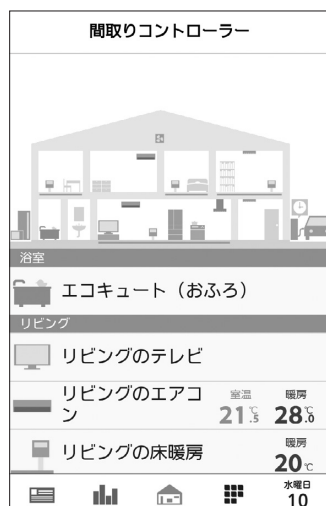 間取りコントローラー
浴室
エコキュート（おふろ）
リビング
リビングのテレビ
リビングのエアコ
ン
室温
21℃.5
暖房
28℃.0
リビングの床暖房
暖房
20℃
水曜日
10